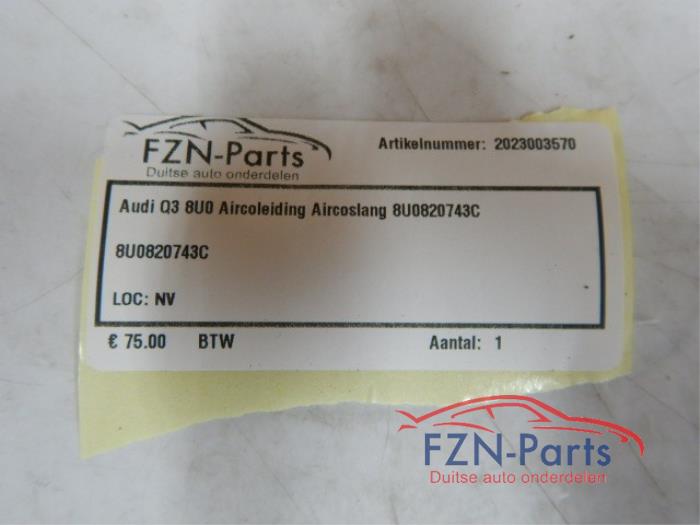 FZN-Parts
Duitse auto onderdelen
Artikelnummer: 2023003570
Audi Q3 8U0 Aircoleiding Aircoslang 8U0820743C
8U0820743C
LOC: NV
€ 75.00 BTW Aantal: 1
FZN-Parts
Duitse auto onderdelen